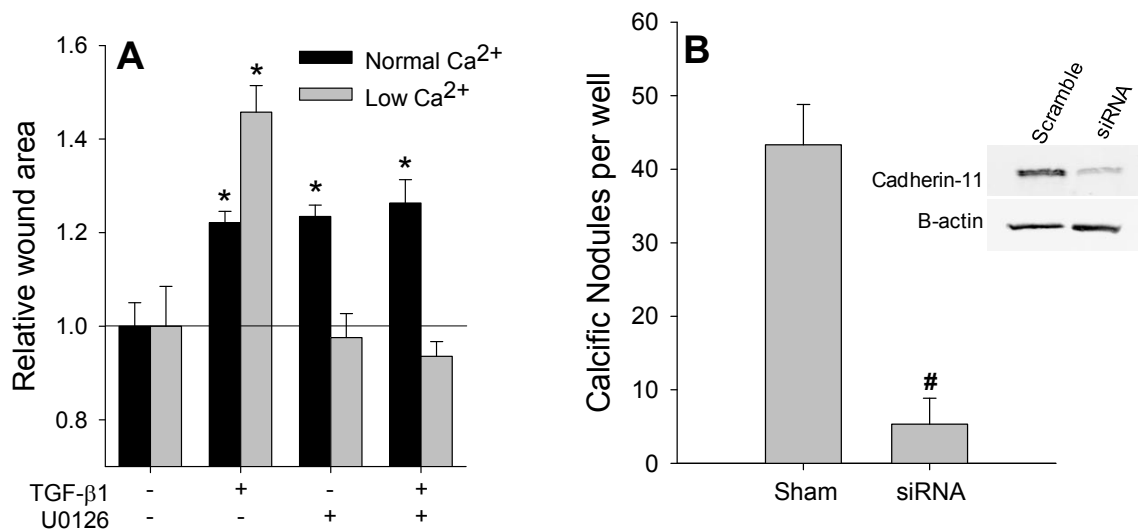 A
Normal Ca2+
Low Ca2+
Relative wound area
1.6
1.4
1.2
1.0
0.8
*
*
*
*
TGF-β1 - + - +
U0126 - - + +
B
Calcific Nodules per well
60
50
40
30
20
10
0
#
Sham siRNA
Scramble siRNA
Cadherin-11
B-actin